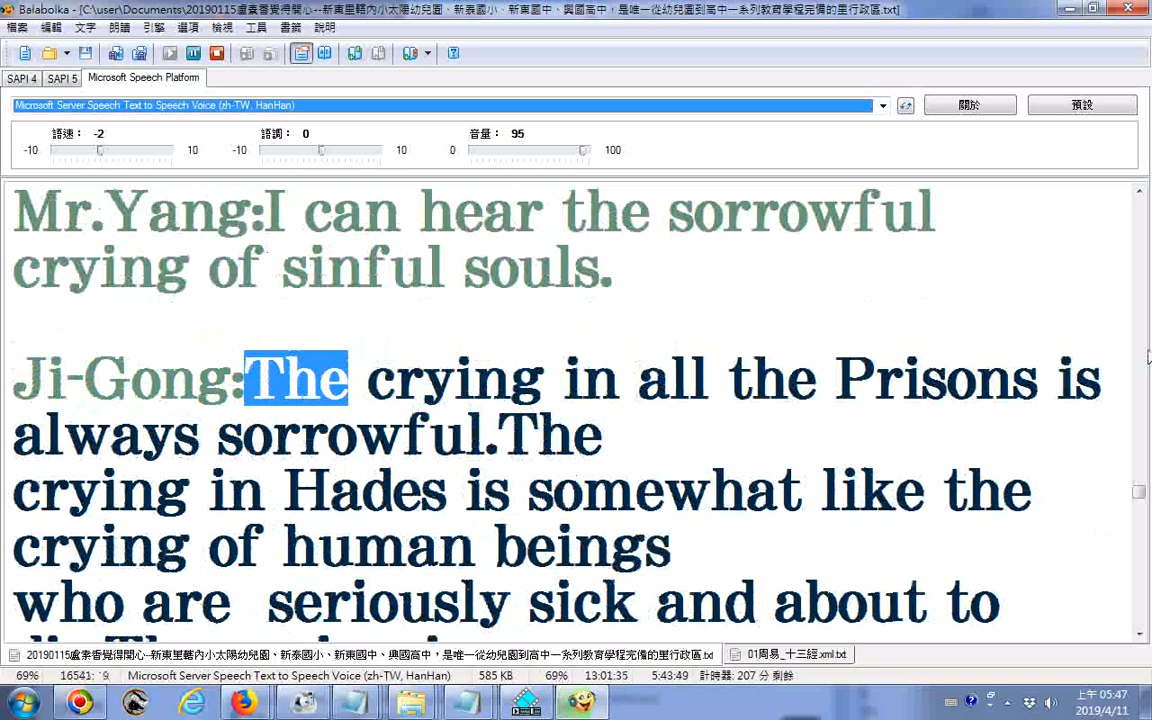 Balabolka - [C:\user\Documents\20190115盧素香覺得開心--新東里轄內小太陽幼兒園、新泰國小、新東國中、興國高中，是唯一從幼兒園到高中一系列教育學程完備的里行政區.txt]
檔案 編輯 文字 朗讀 引擎 選項 檢視 工具 書籤 說明
SAPI 4 SAPI 5 Microsoft Speech Platform
Microsoft Server Speech Text to Speech Voice (zh-TW, HanHan)
關於 預設
語速： -2 語調： 0 音量： 95
-10 10 -10 10 0 100
Mr.Yang:I can hear the sorrowful
crying of sinful souls.
Ji-Gong:The crying in all the Prisons is
always sorrowful.The
crying in Hades is somewhat like the
crying of human beings
who are seriously sick and about to
20190115盧素香覺得開心--新東里轄內小太陽幼兒園、新泰國小、新東國中、興國高中，是唯一從幼兒園到高中一系列教育學程完備的里行政區.txt 01周易_十三經.xml.txt
69% Microsoft Server Speech Text to Speech Voice (zh-TW, HanHan) 585 KB 69% 13:01:35 5:43:49 計時器: 207 分 剩餘
上午 05:47
2019/4/11